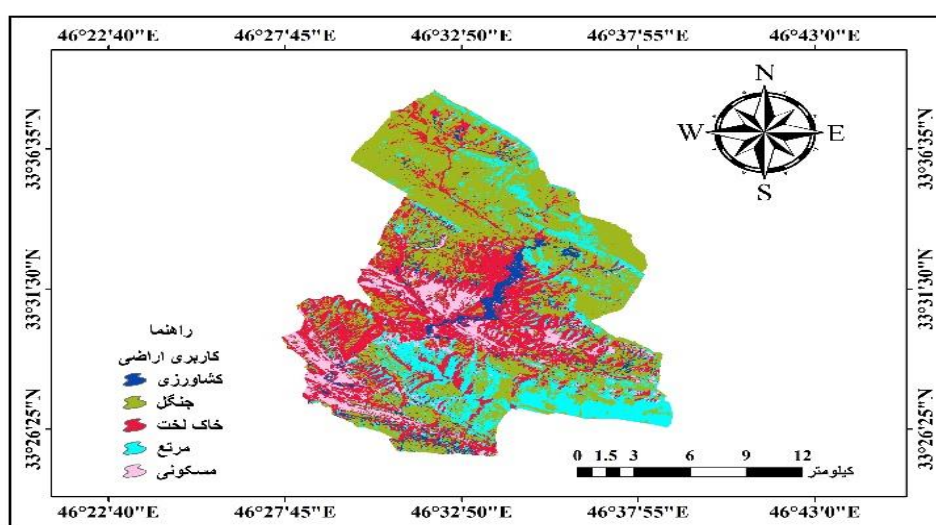 46°22'40"E 46°27'45"E 46°32'50"E 46°37'55"E 46°43'0"E
N
W E
S
33°36'35"N 33°36'35"N
33°31'30"N 33°31'30"N
33°26'25"N 33°26'25"N
راهنما
کاربری اراضی
کشاورزی
جنگل
خاک لخت
مرتع
مسکونی
0 1.5 3 6 9 12
کیلومتر
46°22'40"E 46°27'45"E 46°32'50"E 46°37'55"E 46°43'0"E